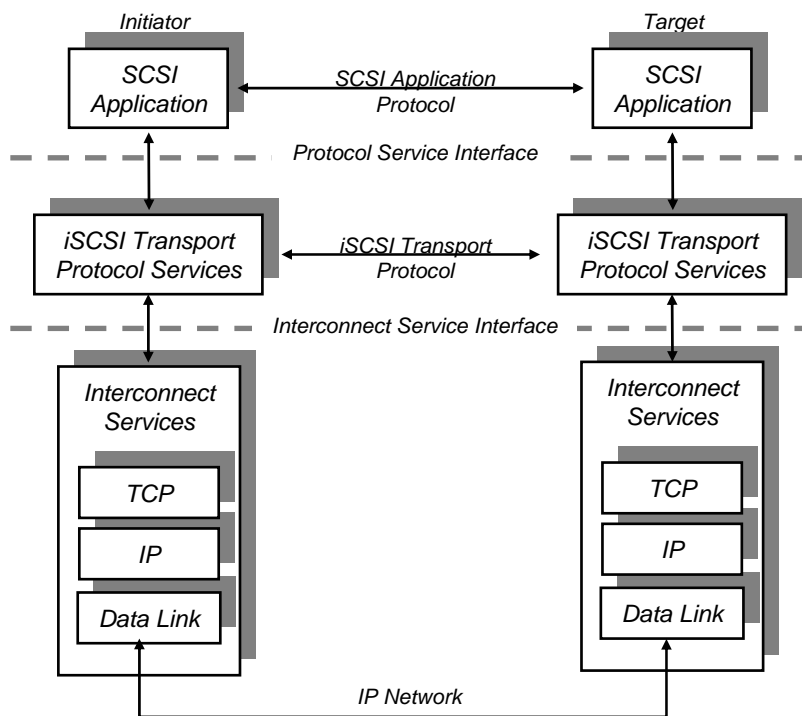 Initiator
Target
SCSI
Application
SCSI Application
Protocol
SCSI
Application
Protocol Service Interface
iSCSI Transport
Protocol Services
iSCSI Transport
Protocol
iSCSI Transport
Protocol Services
Interconnect Service Interface
Interconnect
Services
TCP
IP
Data Link
Interconnect
Services
TCP
IP
Data Link
IP Network